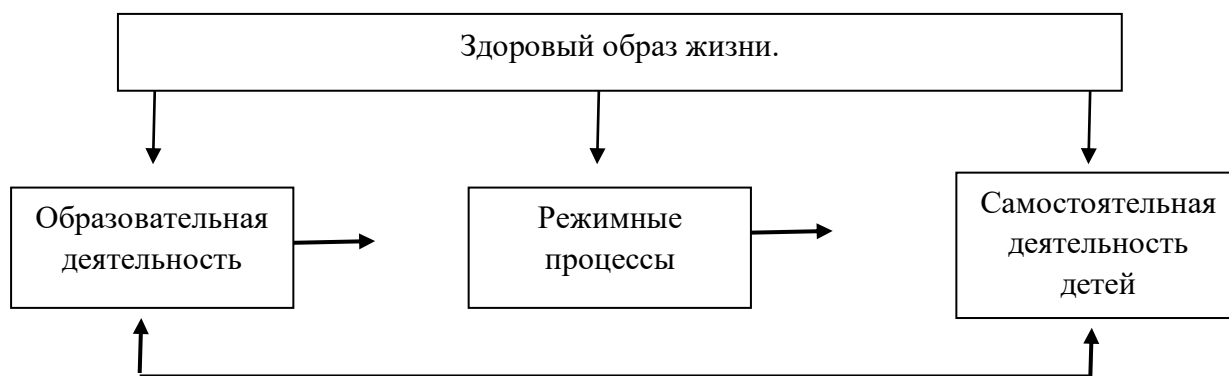 Здоровый образ жизни.
Образовательная
деятельность
Режимные
процессы
Самостоятельная
деятельность
детей